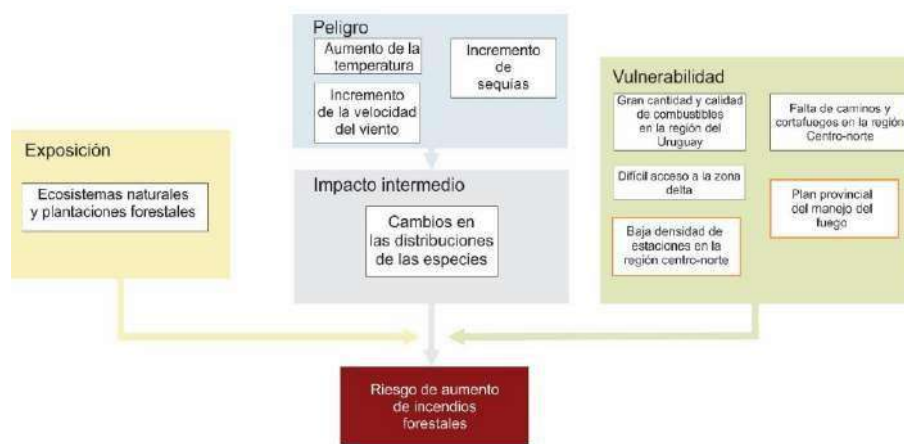 Peligro
Aumento de la
temperatura
Incremento
de la velocidad
del viento
Incremento
de
sequías
Exposición
Ecosistemas naturales
y plantaciones forestales
Impacto intermedio
Cambios en
las distribuciones
de las especies
Vulnerabilidad
Gran cantidad y calidad
de combustibles
en la región del
Uruguay
Falta de caminos y
cortafuegos en la región
Centro-norte
Difícil acceso a la zona
delta
Plan provincial
del manejo del
fuego
Baja densidad de
estaciones en la
región centro-norte
Riesgo de aumento
de incendios
forestales